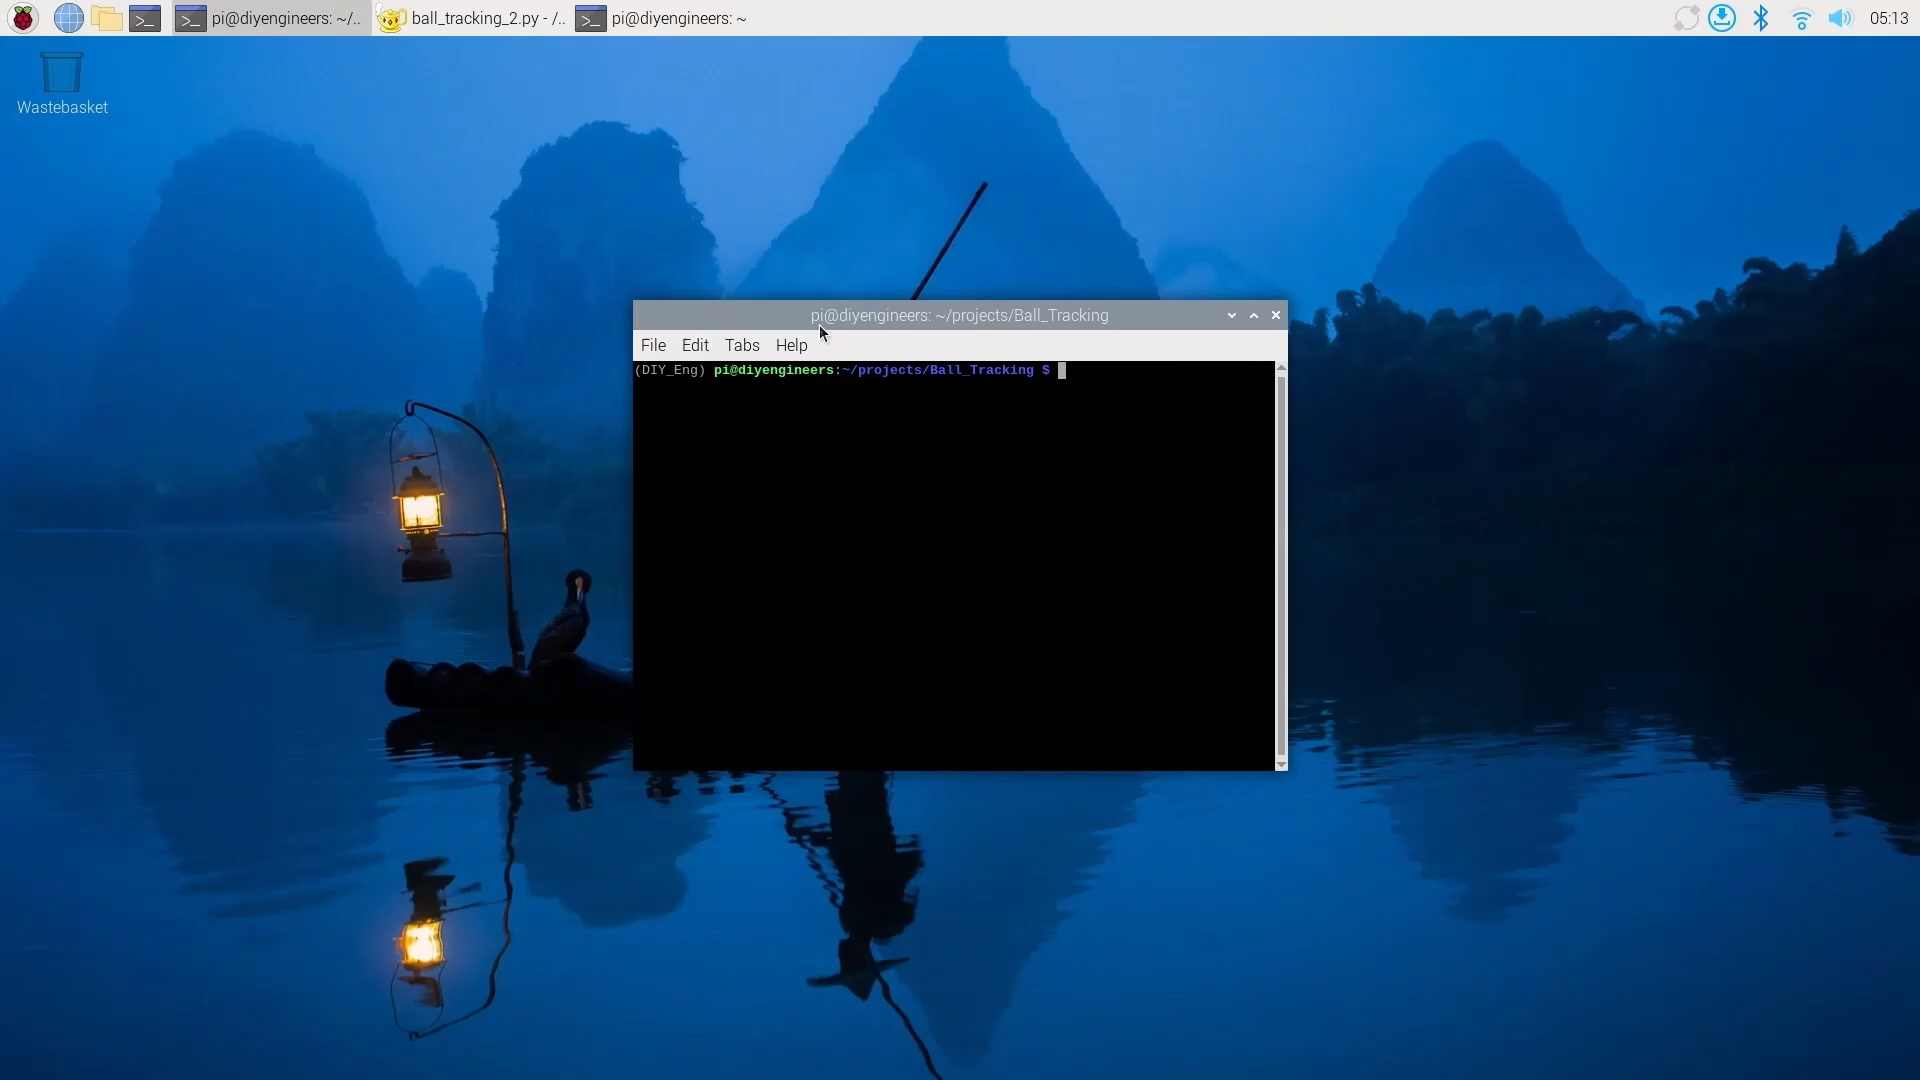 pi@diyengineers: ~/..
ball_tracking_2.py - /..
pi@diyengineers: ~
05:13
Wastebasket
pi@diyengineers: ~/projects/Ball_Tracking
File Edit Tabs Help
(DIY_Eng) pi@diyengineers:~/projects/Ball_Tracking $